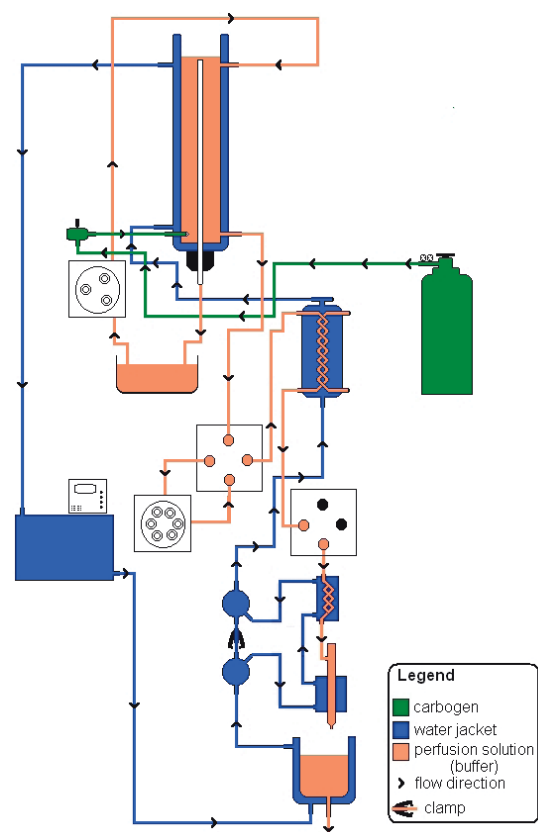 Legend
carbogen
water jacket
perfusion solution
(buffer)
flow direction
clamp